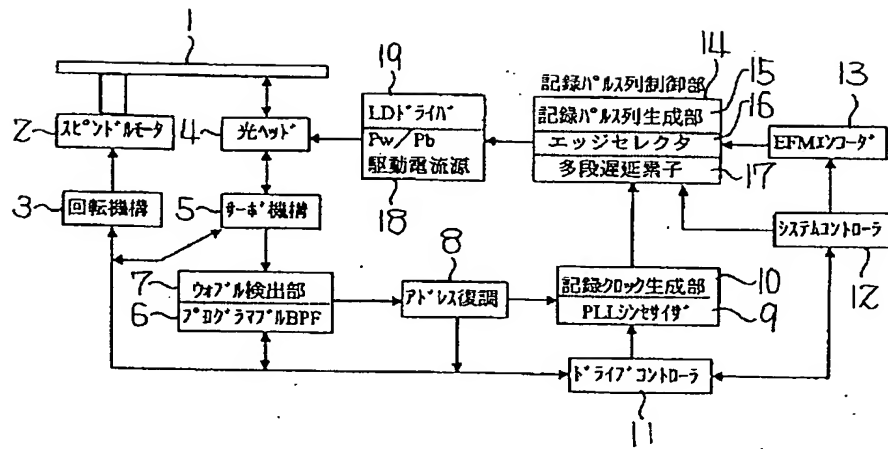 1
19
14
記録パルス列制御部
15
13
LDドライバ
記録パルス列生成部
16
2
スピンドルモータ
4
光ヘッド
Pw/Pb
エッジセレクタ
EFMエンコーダ
駆動電流源
多段遅延素子
17
3
回転機構
5
サーボ機構
18
8
システムコントローラ
12
7
ウォブル検出部
アドレス復調
記録クロック生成部
10
6
プログラマブルBPF
PLLシンセサイザ
9
ドライブコントローラ
11